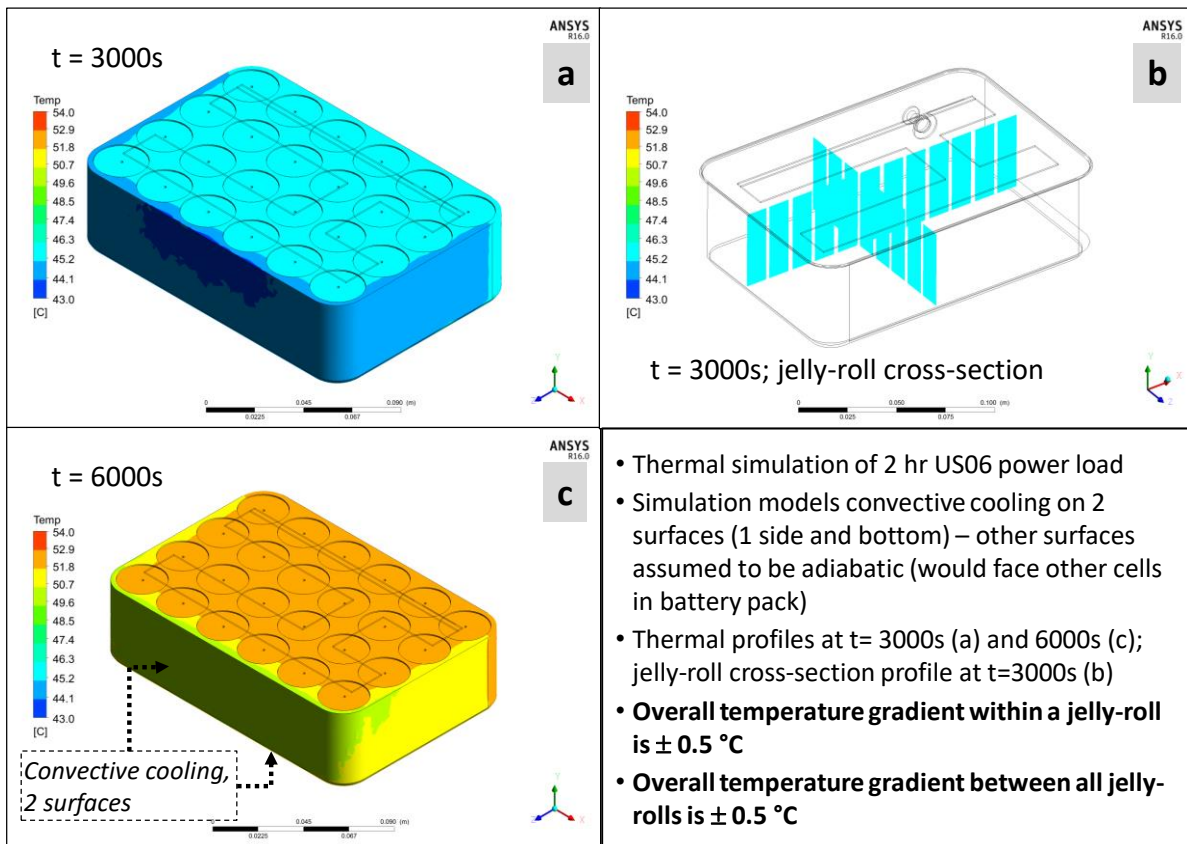 ANSYS
R16.0
t = 3000s
a
Temp
54.0
52.9
51.8
50.7
49.6
48.5
47.4
46.3
45.2
44.1
43.0
[C]
Y
Z
X
0
0.045
0.090 (m)
0.0225
0.067
ANSYS
R16.0
b
Temp
54.0
52.9
51.8
50.7
49.6
48.5
47.4
46.3
45.2
44.1
43.0
[C]
t = 3000s; jelly-roll cross-section
Y
X
Z
0
0.050
0.100 (m)
0.025
0.075
ANSYS
R16.0
t = 6000s
c
Temp
54.0
52.9
51.8
50.7
49.6
48.5
47.4
46.3
45.2
44.1
43.0
[C]
Convective cooling,
2 surfaces
Y
Z
X
0
0.045
0.090 (m)
0.0225
0.067
• Thermal simulation of 2 hr US06 power load
• Simulation models convective cooling on 2
surfaces (1 side and bottom) – other surfaces
assumed to be adiabatic (would face other cells
in battery pack)
• Thermal profiles at t= 3000s (a) and 6000s (c);
jelly-roll cross-section profile at t=3000s (b)
• Overall temperature gradient within a jelly-roll
is ± 0.5 °C
• Overall temperature gradient between all jelly-
rolls is ± 0.5 °C